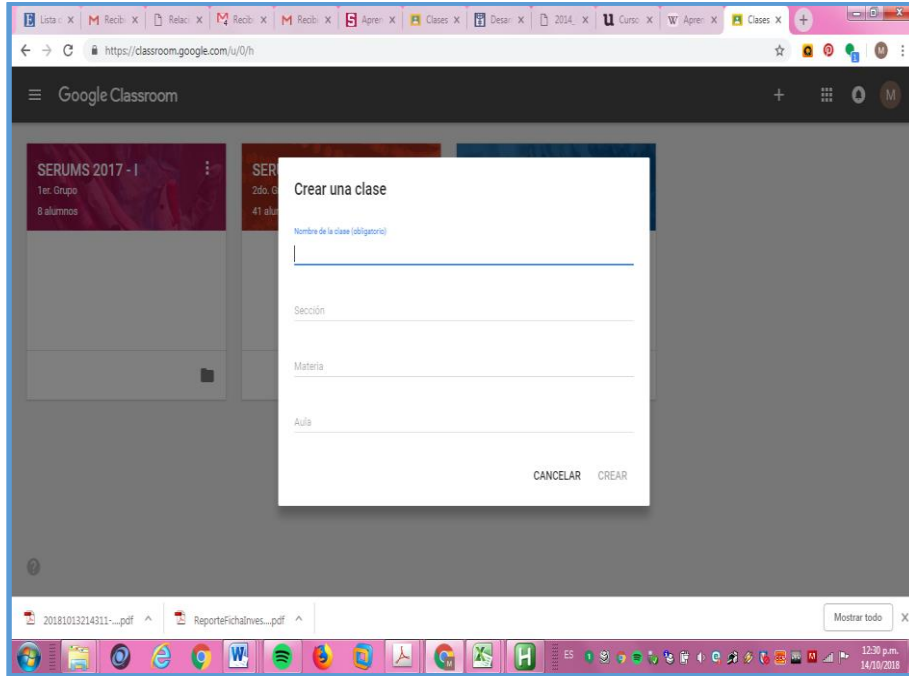 Lista
Recib
Relaci
Recib
Recib
Apren
Clases
Desar
2014_
Curso
Apren
Clases
https://classroom.google.com/u/0/h
Google Classroom
M
SERUMS 2017 - I
1er. Grupo
8 alumnos
SER
2do. G
41 alu
Crear una clase
Nombre de la clase (obligatorio)
Sección
Materia
Aula
CANCELAR CREAR
20181013214311-....pdf
ReporteFichaInves....pdf
Mostrar todo
ES
12:30 p.m.
14/10/2018